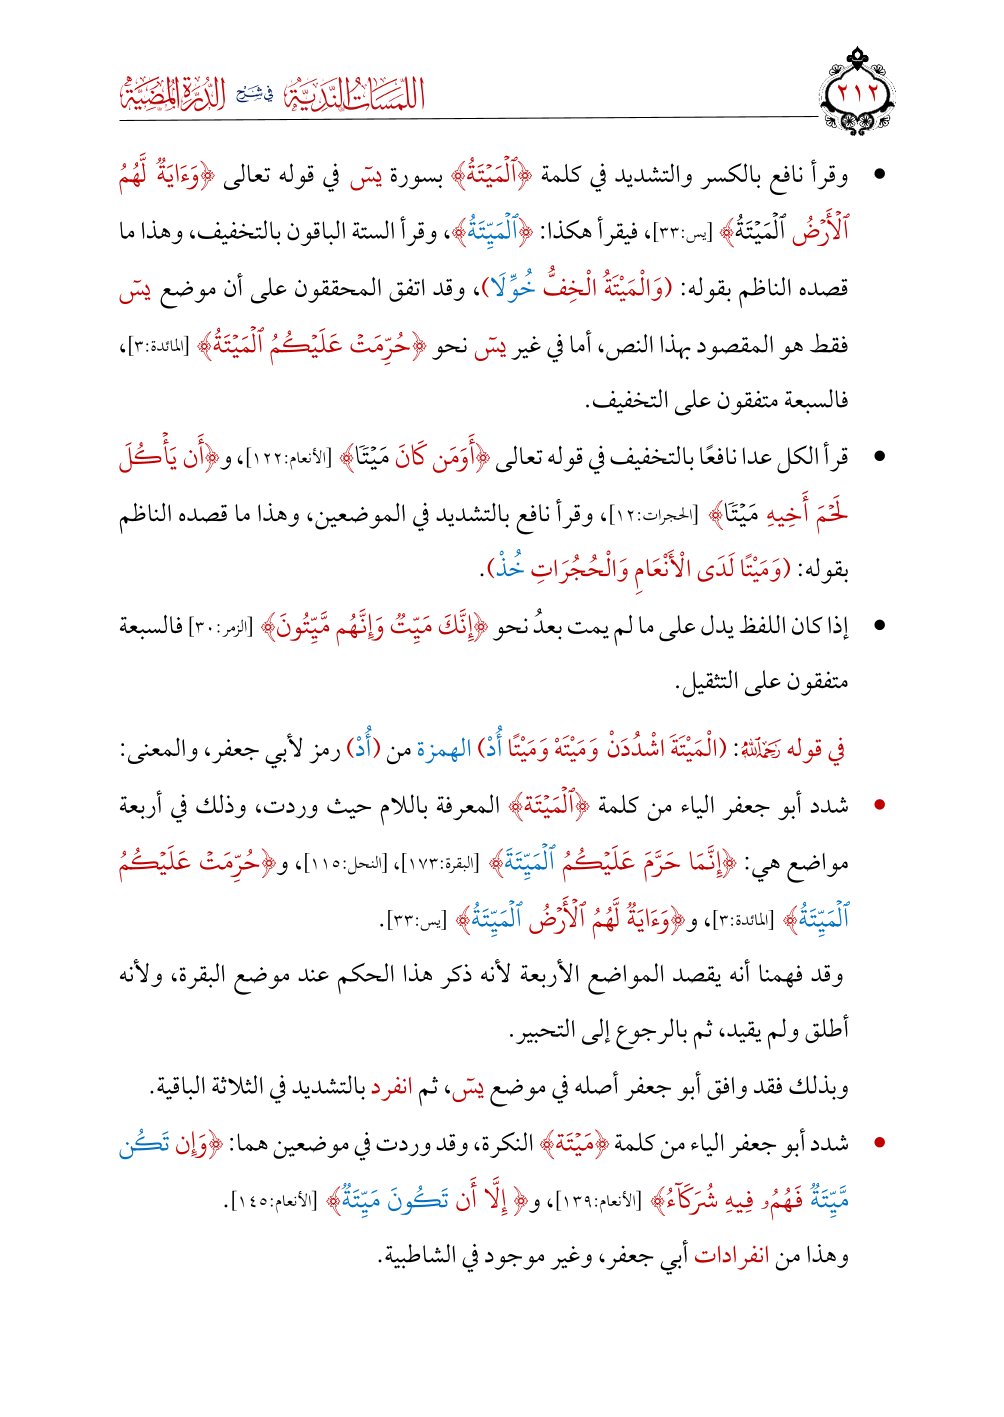 ٢١٢
اللمسات الندية في شرح الدرة المضية
• وقرأ نافع بالكسر والتشديد في كلمة ﴿ٱلۡمَيۡتَةُ﴾ بسورة يسٓ في قوله تعالى ﴿وَءَايَةٞ لَّهُمُ
ٱلۡأَرۡضُ ٱلۡمَيۡتَةُ﴾ [يس:٣٣]، فيقرأ هكذا: ﴿ٱلۡمَيِّتَةُ﴾، وقرأ الستة الباقون بالتخفيف، وهذا ما
قصده الناظم بقوله: (وَالْمَيْتَةُ الْخِفُّ خُوِّلَا)، وقد اتفق المحققون على أن موضع يسٓ
فقط هو المقصود بهذا النص، أما في غير يسٓ نحو ﴿حُرِّمَتۡ عَلَيۡكُمُ ٱلۡمَيۡتَةُ﴾ [المائدة:٣]،
فالسبعة متفقون على التخفيف.
• قرأ الكل عدا نافعًا بالتخفيف في قوله تعالى ﴿أَوَمَن كَانَ مَيۡتٗا﴾ [الأنعام:١٢٢]، و﴿أَن يَأۡكُلَ
لَحۡمَ أَخِيهِ مَيۡتٗا﴾ [الحجرات:١٢]، وقرأ نافع بالتشديد في الموضعين، وهذا ما قصده الناظم
بقوله: (وَمَيْتًا لَدَى الْأَنْعَامِ وَالْحُجُرَاتِ خُذْ).
• إذا كان اللفظ يدل على ما لم يمت بعدُ نحو ﴿إِنَّكَ مَيِّتٞ وَإِنَّهُم مَّيِّتُونَ﴾ [الزمر:٣٠] فالسبعة
متفقون على التثقيل.
في قوله رَحِمَهُ ٱللَّهُ: (الْمَيْتَةَ اشْدُدَنْ وَمَيْتَهْ وَمَيْتًا أُدْ) الهمزة من (أُدْ) رمز لأبي جعفر، والمعنى:
• شدد أبو جعفر الياء من كلمة ﴿ٱلۡمَيۡتَة﴾ المعرفة باللام حيث وردت، وذلك في أربعة
مواضع هي: ﴿إِنَّمَا حَرَّمَ عَلَيۡكُمُ ٱلۡمَيِّتَةَ﴾ [البقرة:١٧٣]، [النحل:١١٥]، و﴿حُرِّمَتۡ عَلَيۡكُمُ
ٱلۡمَيِّتَةُ﴾ [المائدة:٣]، و﴿وَءَايَةٞ لَّهُمُ ٱلۡأَرۡضُ ٱلۡمَيِّتَةُ﴾ [يس:٣٣].
وقد فهمنا أنه يقصد المواضع الأربعة لأنه ذكر هذا الحكم عند موضع البقرة، ولأنه
أطلق ولم يقيد، ثم بالرجوع إلى التحبير.
وبذلك فقد وافق أبو جعفر أصله في موضع يسٓ، ثم انفرد بالتشديد في الثلاثة الباقية.
• شدد أبو جعفر الياء من كلمة ﴿مَيۡتَة﴾ النكرة، وقد وردت في موضعين هما: ﴿وَإِن تَكُن
مَّيِّتَةٞ فَهُمُۥ فِيهِ شُرَكَآءُ﴾ [الأنعام:١٣٩]، و﴿إِلَّا أَن تَكُونَ مَيِّتَةٌ﴾ [الأنعام:١٤٥].
وهذا من انفرادات أبي جعفر، وغير موجود في الشاطبية.